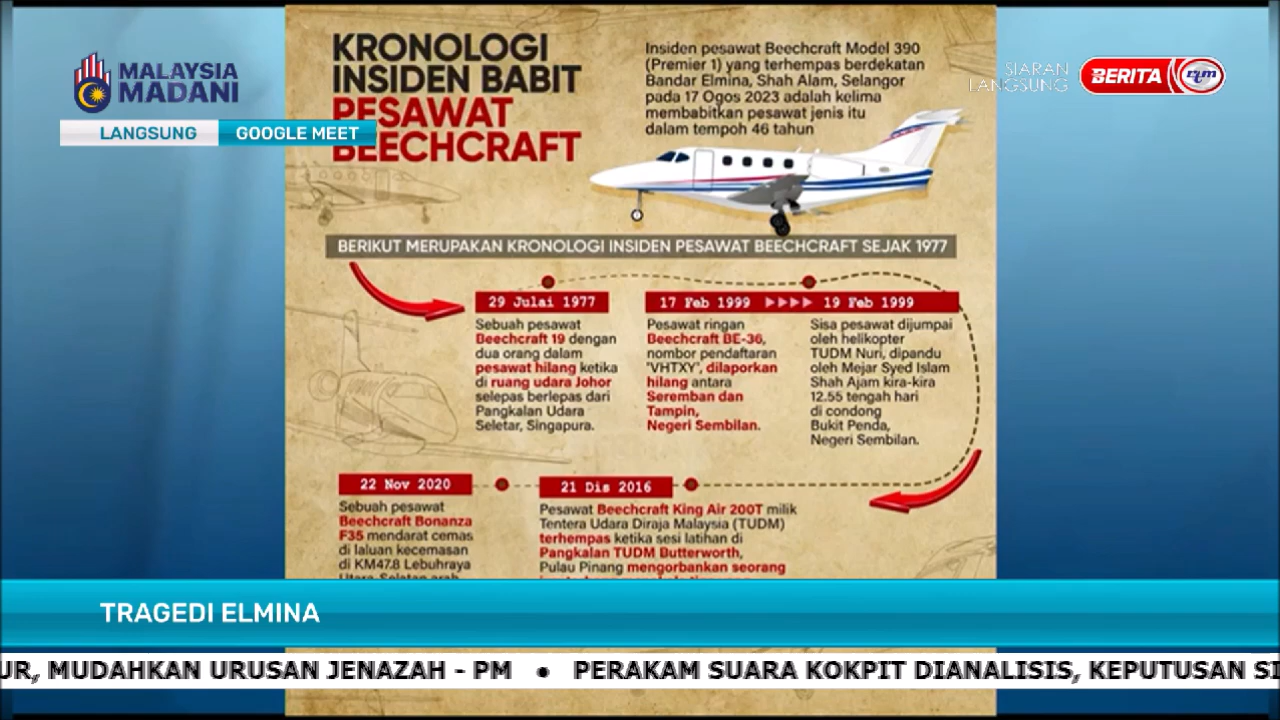 MALAYSIA
MADANI
LANGSUNG
GOOGLE MEET
SIARAN
LANGSUNG
BERITA rtm
KRONOLOGI
INSIDEN BABIT
PESAWAT
BEECHCRAFT
Insiden pesawat Beechcraft Model 390
(Premier 1) yang terhempas berdekatan
Bandar Elmina, Shah Alam, Selangor
pada 17 Ogos 2023 adalah kelima
membabitkan pesawat jenis itu
dalam tempoh 46 tahun
BERIKUT MERUPAKAN KRONOLOGI INSIDEN PESAWAT BEECHCRAFT SEJAK 1977
29 Julai 1977
Sebuah pesawat
Beechcraft 19 dengan
dua orang dalam
pesawat hilang ketika
di ruang udara Johor
selepas berlepas dari
Pangkalan Udara
Seletar, Singapura.
17 Feb 1999
Pesawat ringan
Beechcraft BE-36,
nombor pendaftaran
'VHTXY', dilaporkan
hilang antara
Seremban dan
Tampin,
Negeri Sembilan.
19 Feb 1999
Sisa pesawat dijumpai
oleh helikopter
TUDM Nuri, dipandu
oleh Mejar Syed Islam
Shah Ajam kira-kira
12.55 tengah hari
di condong
Bukit Penda,
Negeri Sembilan.
22 Nov 2020
Sebuah pesawat
Beechcraft Bonanza
F35 mendarat cemas
di laluan kecemasan
di KM47.8 Lebuhraya
Utara-Selatan arah
21 Dis 2016
Pesawat Beechcraft King Air 200T milik
Tentera Udara Diraja Malaysia (TUDM)
terhempas ketika sesi latihan di
Pangkalan TUDM Butterworth,
Pulau Pinang mengorbankan seorang
TRAGEDI ELMINA
UR, MUDAHKAN URUSAN JENAZAH - PM • PERAKAM SUARA KOKPIT DIANALISIS, KEPUTUSAN SI